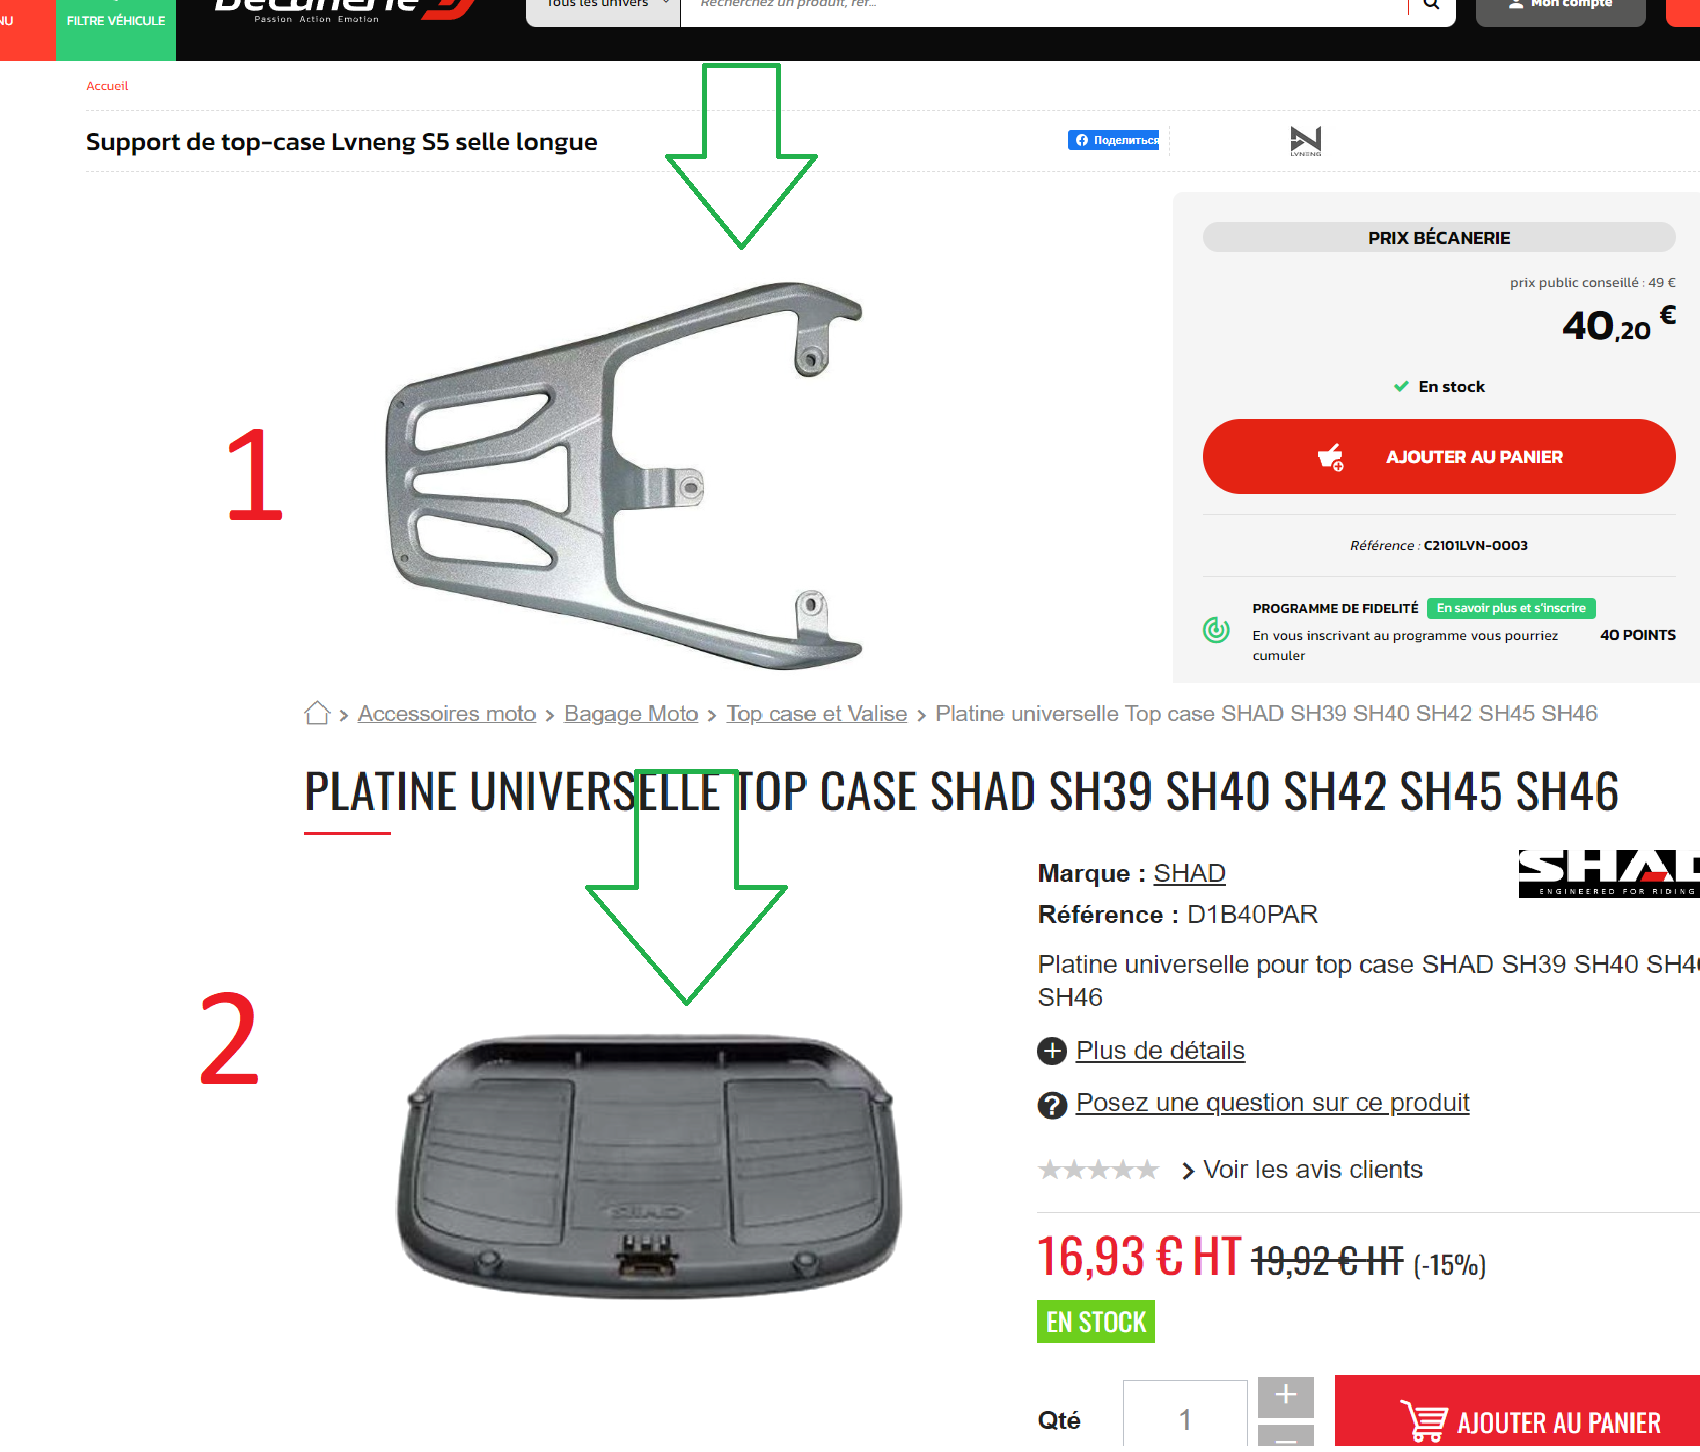 NU
FILTRE VÉHICULE
Becanerie
Passion Action Emotion
Tous les univers
Recherchez un produit, réf...
Mon compte
Accueil
Support de top-case Lvneng S5 selle longue
Поделиться
LVNENG
PRIX BÉCANERIE
prix public conseillé : 49 €
40,20 €
En stock
AJOUTER AU PANIER
Référence : C2101LVN-0003
PROGRAMME DE FIDELITÉ En savoir plus et s'inscrire
En vous inscrivant au programme vous pourriez
cumuler
40 POINTS
1
> Accessoires moto > Bagage Moto > Top case et Valise > Platine universelle Top case SHAD SH39 SH40 SH42 SH45 SH46
PLATINE UNIVERSELLE TOP CASE SHAD SH39 SH40 SH42 SH45 SH46
2
SHAD
Marque : SHAD
SHAD
ENGINEERED FOR RIDING
Référence : D1B40PAR
Platine universelle pour top case SHAD SH39 SH40 SH4
SH46
+ Plus de détails
? Posez une question sur ce produit
> Voir les avis clients
16,93 € HT 19,92 € HT (-15%)
EN STOCK
Qté
1
+
−
AJOUTER AU PANIER